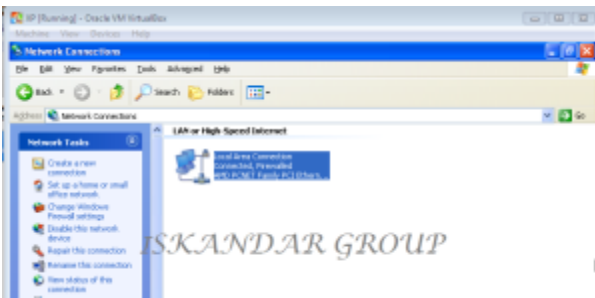 XP [Running] - Oracle VM VirtualBox
Machine View Devices Help
Network Connections
File Edit View Favorites Tools Advanced Help
Back Search Folders
Address Network Connections Go
LAN or High-Speed Internet
Network Tasks
Create a new
connection
Set up a home or small
office network
Change Windows
Firewall settings
Disable this network
device
Repair this connection
Rename this connection
View status of this
connection
Local Area Connection
Connected, Firewalled
AMD PCNET Family PCI Ethern...
ISKANDAR GROUP